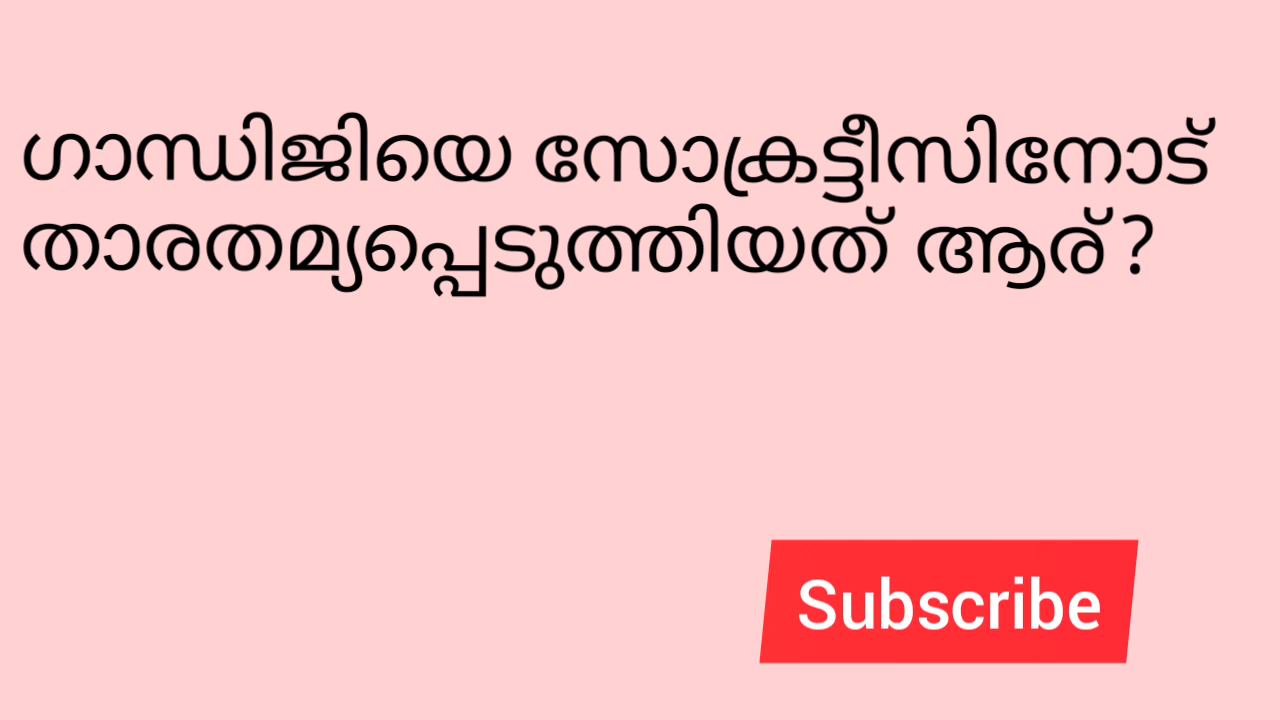 ഗാന്ധിജിയെ സോക്രട്ടീസിനോട്
താരതമ്യപ്പെടുത്തിയത് ആര്?
Subscribe